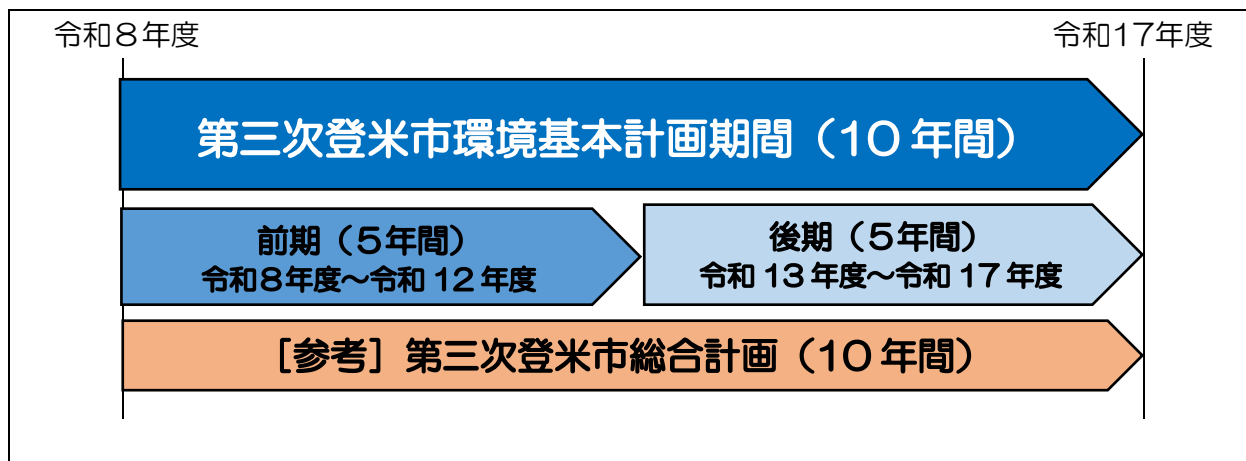 令和８年度
令和17年度
第三次登米市環境基本計画期間（10 年間）
前期（５年間）
令和８年度～令和 12 年度
後期（５年間）
令和 13 年度～令和 17 年度
［参考］第三次登米市総合計画（10 年間）